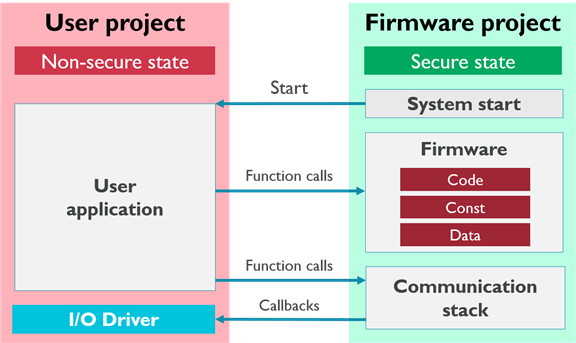 User project
Firmware project
Non-secure state
Secure state
Start
System start
User
application
Firmware
Function calls
Code
Const
Data
Function calls
Communication
stack
Callbacks
I/O Driver